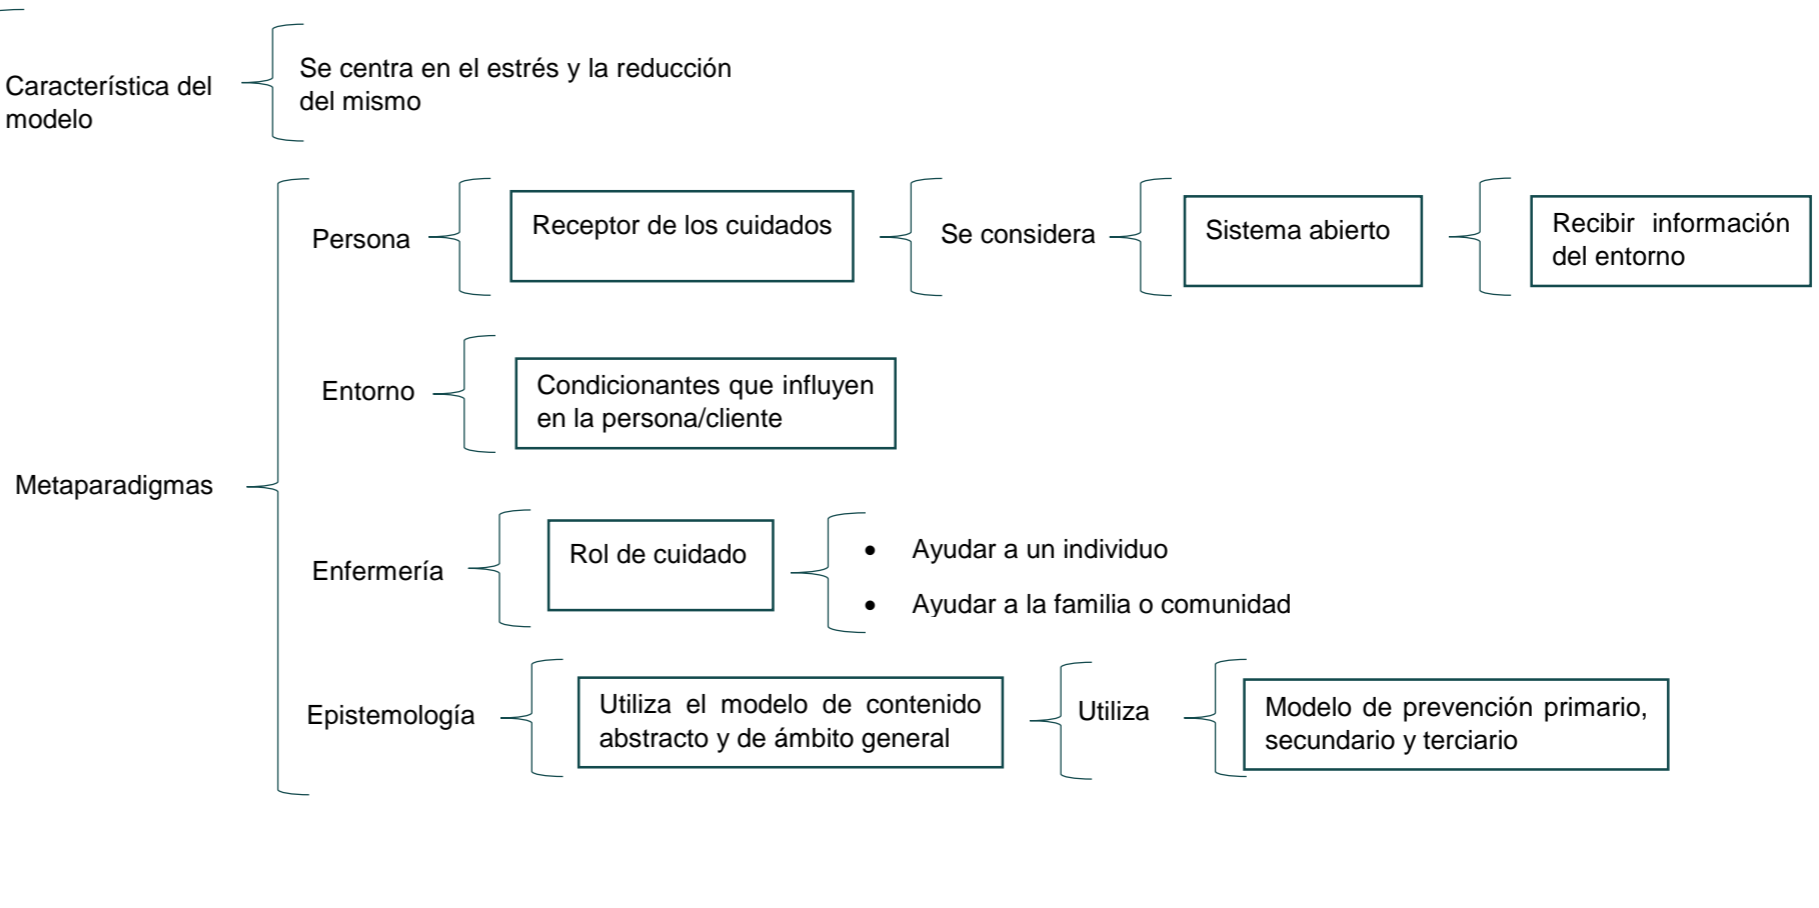 Característica del
modelo
Se centra en el estrés y la reducción
del mismo
Metaparadigmas
Persona
Receptor de los cuidados
Se considera
Sistema abierto
Recibir información
del entorno
Entorno
Condicionantes que influyen
en la persona/cliente
Enfermería
Rol de cuidado
• Ayudar a un individuo
• Ayudar a la familia o comunidad
Epistemología
Utiliza el modelo de contenido
abstracto y de ámbito general
Utiliza
Modelo de prevención primario,
secundario y terciario